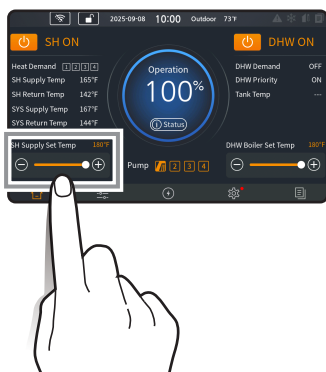 2025-09-08 10:00 Outdoor 73°F
SH ON
DHW ON
Heat Demand 1 2 3 4
SH Supply Temp 165°F
SH Return Temp 142°F
SYS Supply Temp 167°F
SYS Return Temp 144°F
Operation
100%
Status
DHW Demand OFF
DHW Priority ON
Tank Temp ---
SH Supply Set Temp 180°F
Pump 2 3 4
DHW Boiler Set Temp 180°F